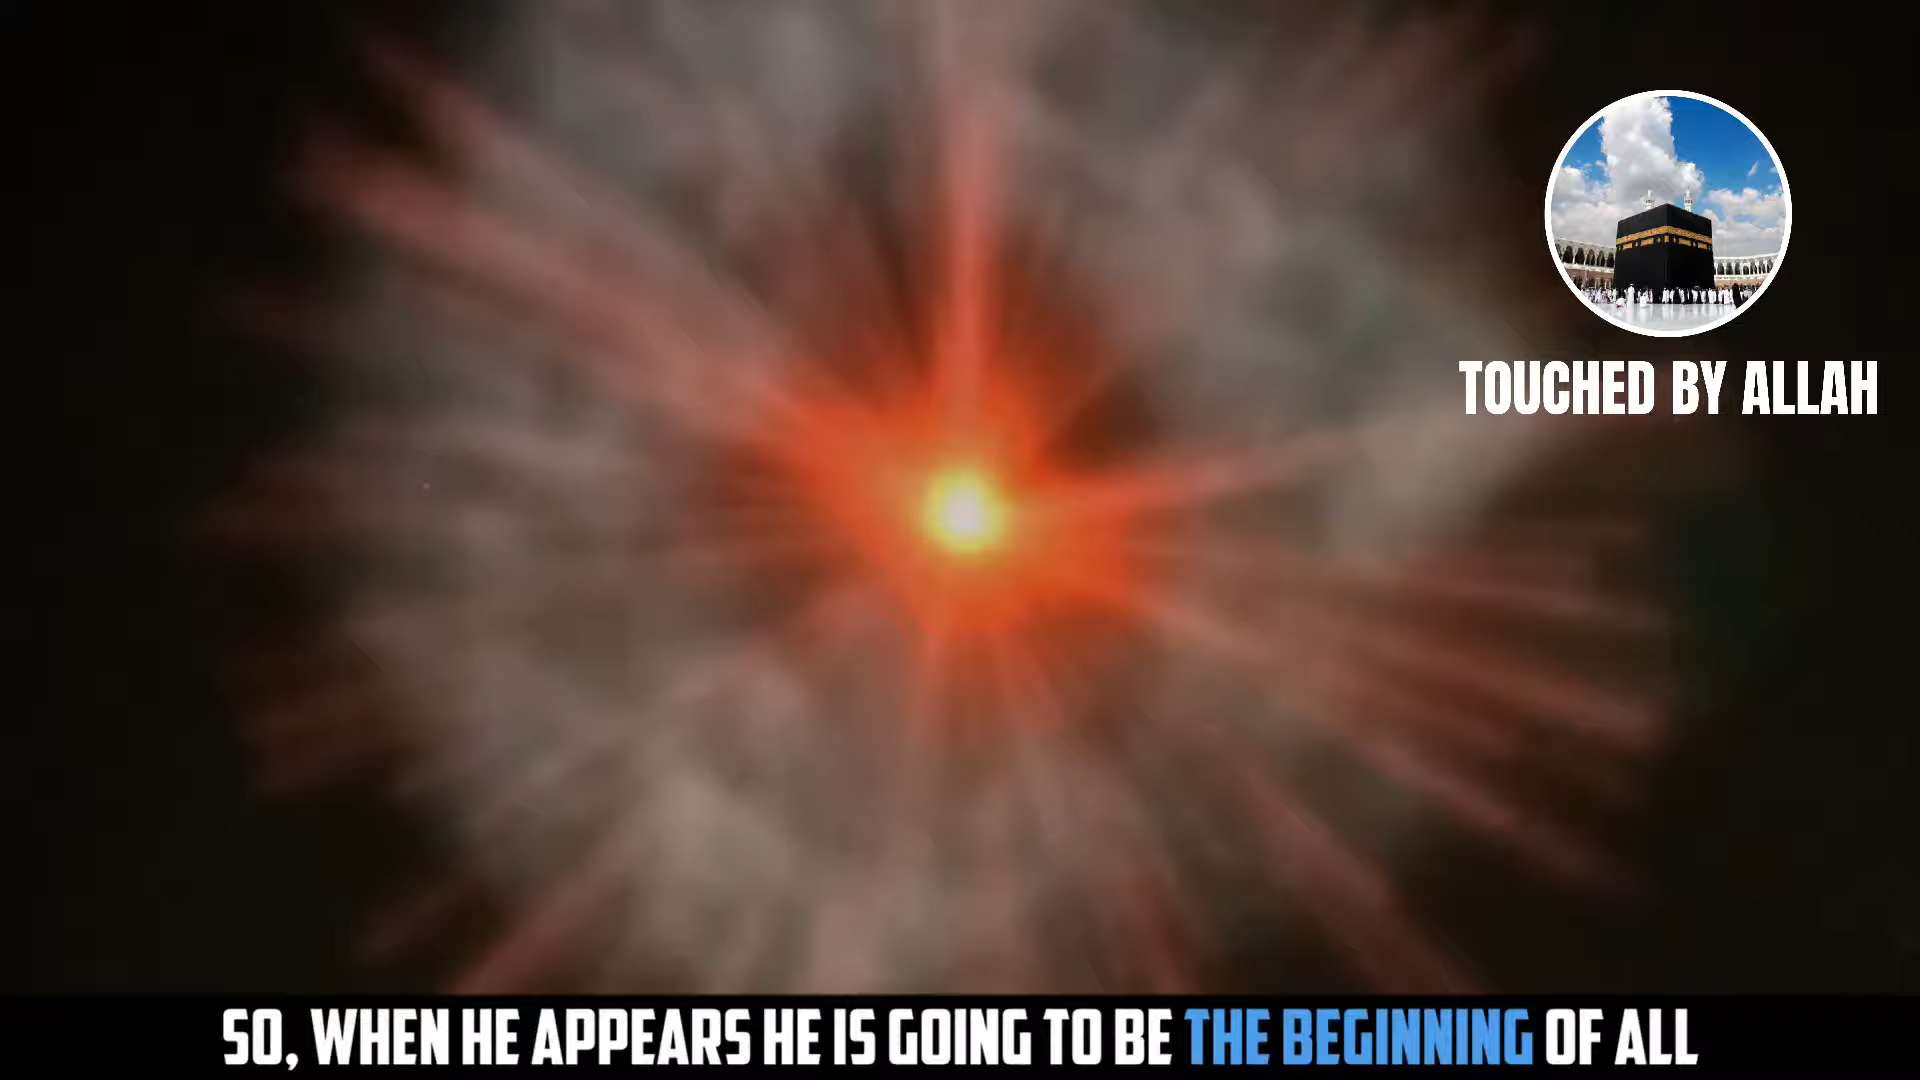 TOUCHED BY ALLAH
SO, WHEN HE APPEARS HE IS GOING TO BE THE BEGINNING OF ALL